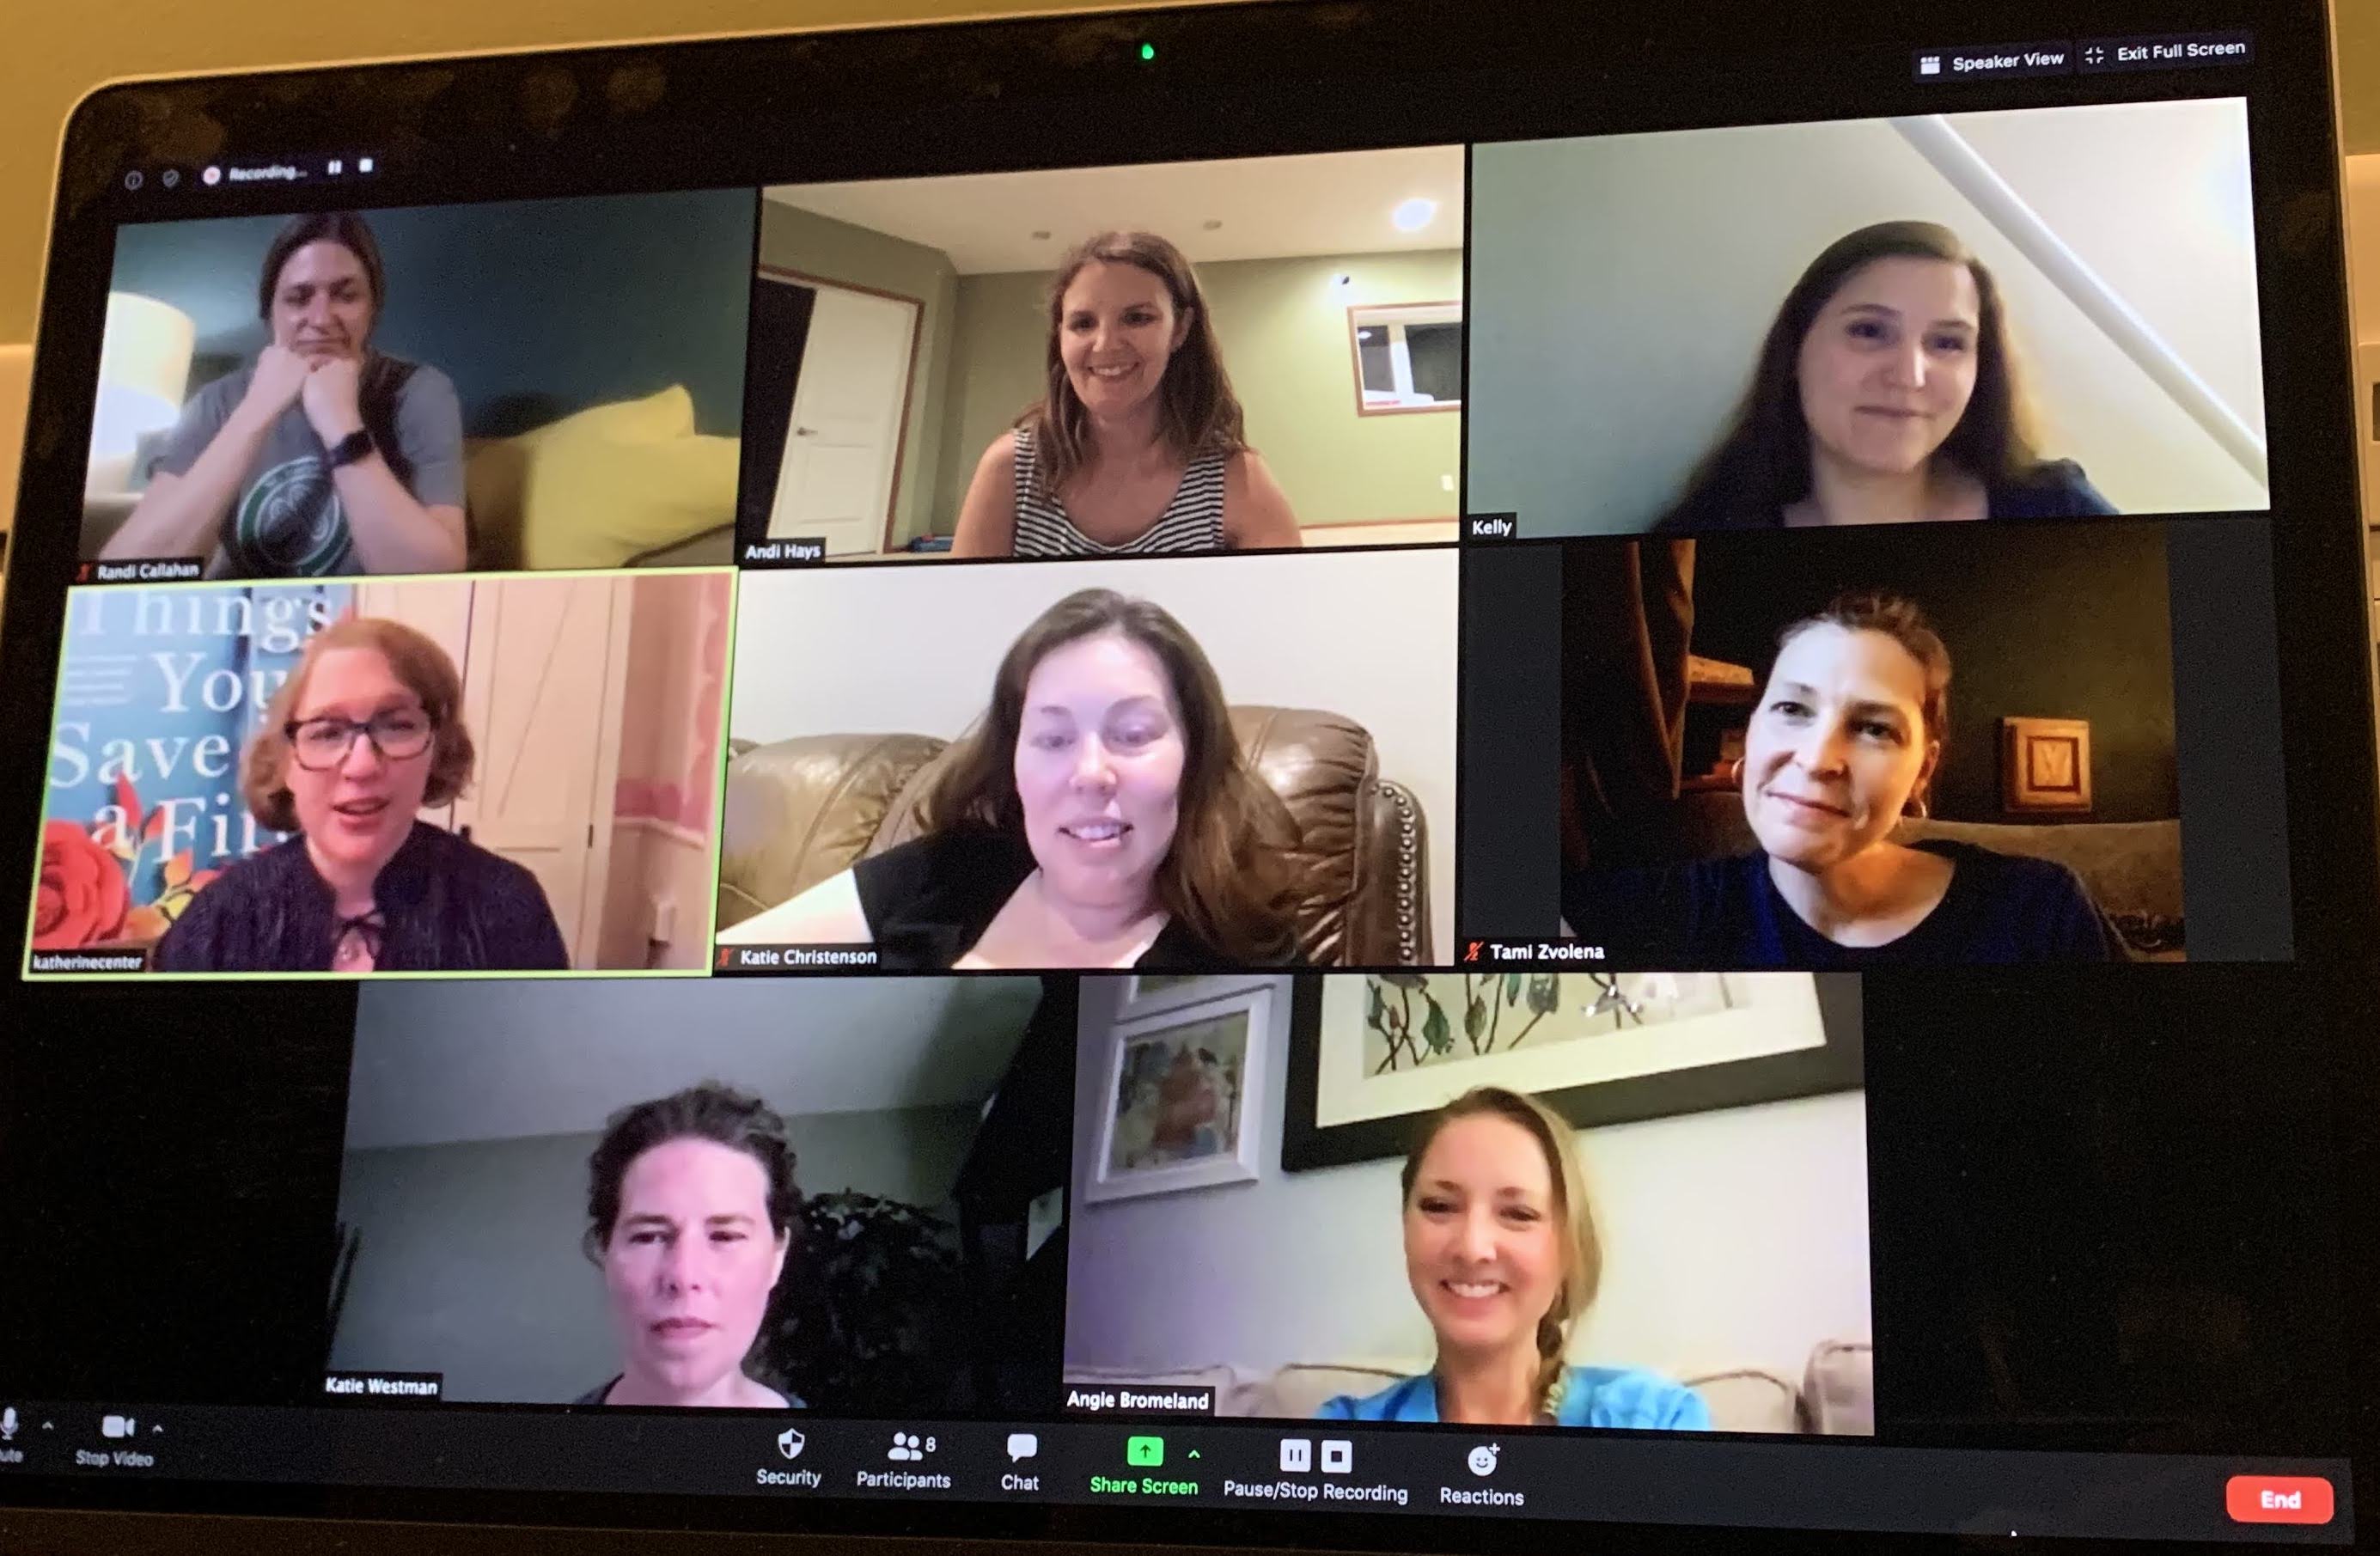 Speaker View
Exit Full Screen
Recording...
Randi Callahan
Andi Hays
Kelly
Things
You
Save
a Fir
katherinecenter
Katie Christenson
Tami Zvolena
Katie Westman
Angie Bromeland
ute
Stop Video
Security
8
Participants
Chat
Share Screen
Pause/Stop Recording
Reactions
End